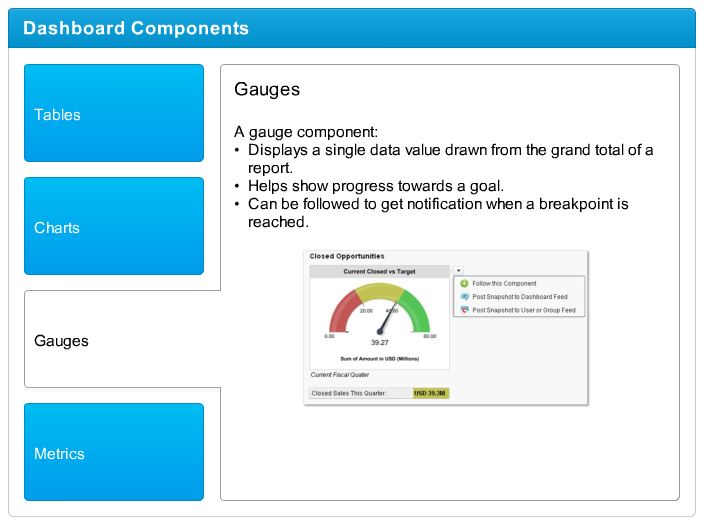 Dashboard Components
Tables
Charts
Gauges
Metrics
Gauges
A gauge component:
• Displays a single data value drawn from the grand total of a
report.
• Helps show progress towards a goal.
• Can be followed to get notification when a breakpoint is
reached.
Closed Opportunities
Current Closed vs Target
Follow this Component
Post Snapshot to Dashboard Feed
Post Snapshot to User or Group Feed
20.00 40.00
0.00 60.00
39.27
Sum of Amount in USD (Millions)
Current Fiscal Quater
Closed Sales This Quarter: USD 39.3M